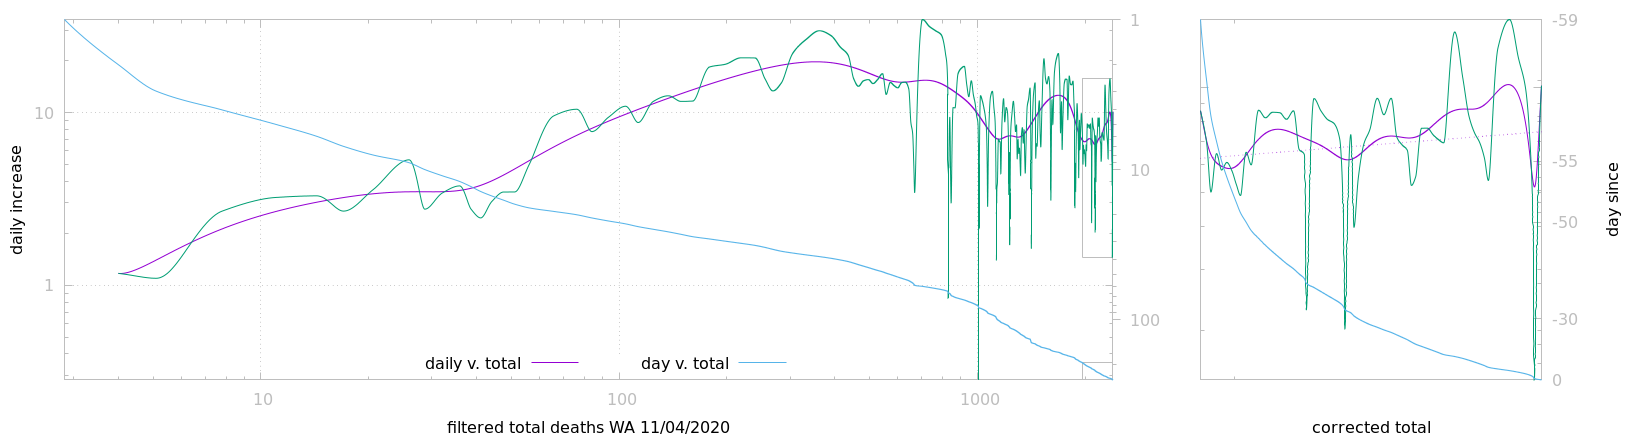 daily increase
10
1
daily v. total
day v. total
10
100
1000
filtered total deaths WA 11/04/2020
1
10
100
-59
-55
-50
-30
0
day since
corrected total